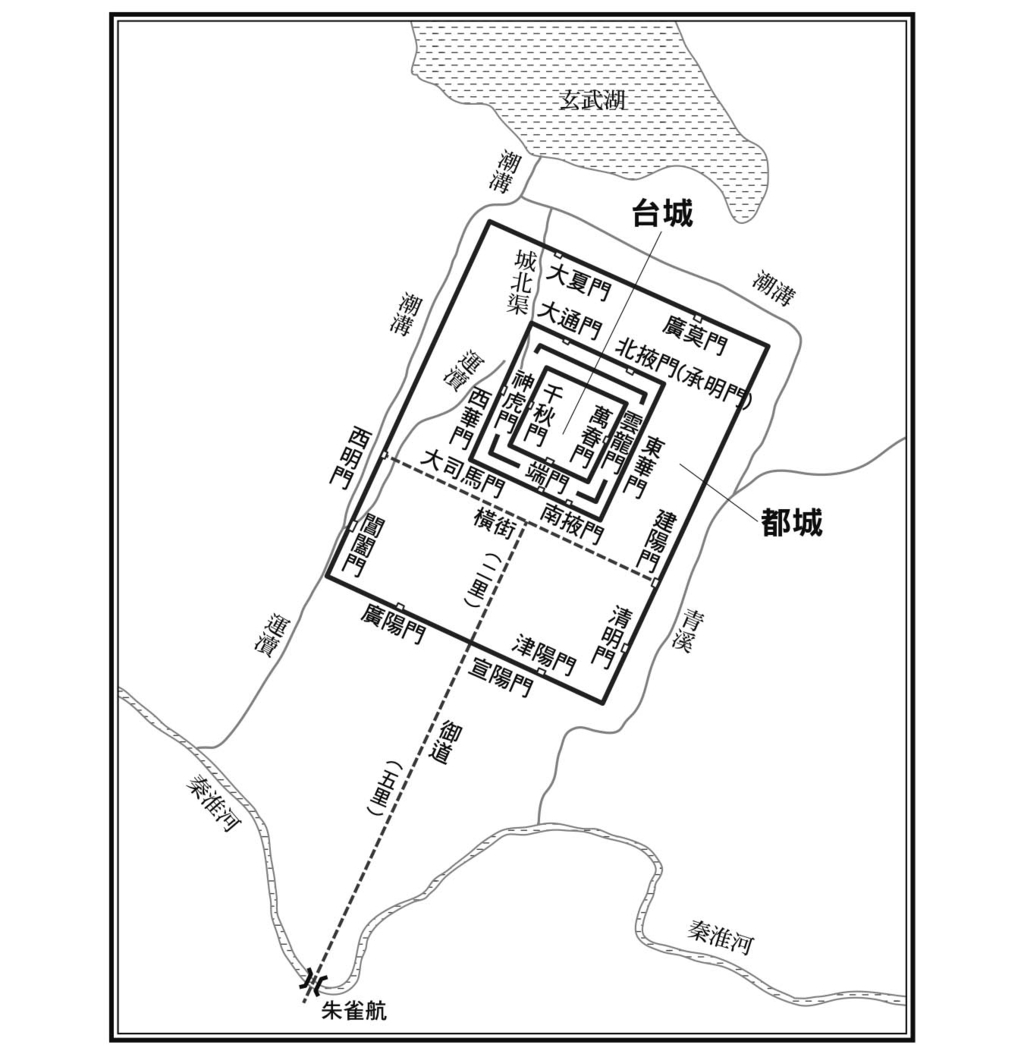 玄武湖
潮溝
台城
城北渠
大夏門
潮溝
潮溝
廣莫門
大通門
北掖門(承明門)
運瀆
神虎門
千秋門
萬春門
雲龍門
東華門
西華門
西明門
大司馬門
端門
南掖門
橫街
建陽門
都城
閶闔門
(二里)
廣陽門
清明門
青溪
運瀆
津陽門
宣陽門
御道
(五里)
秦淮河
秦淮河
朱雀航